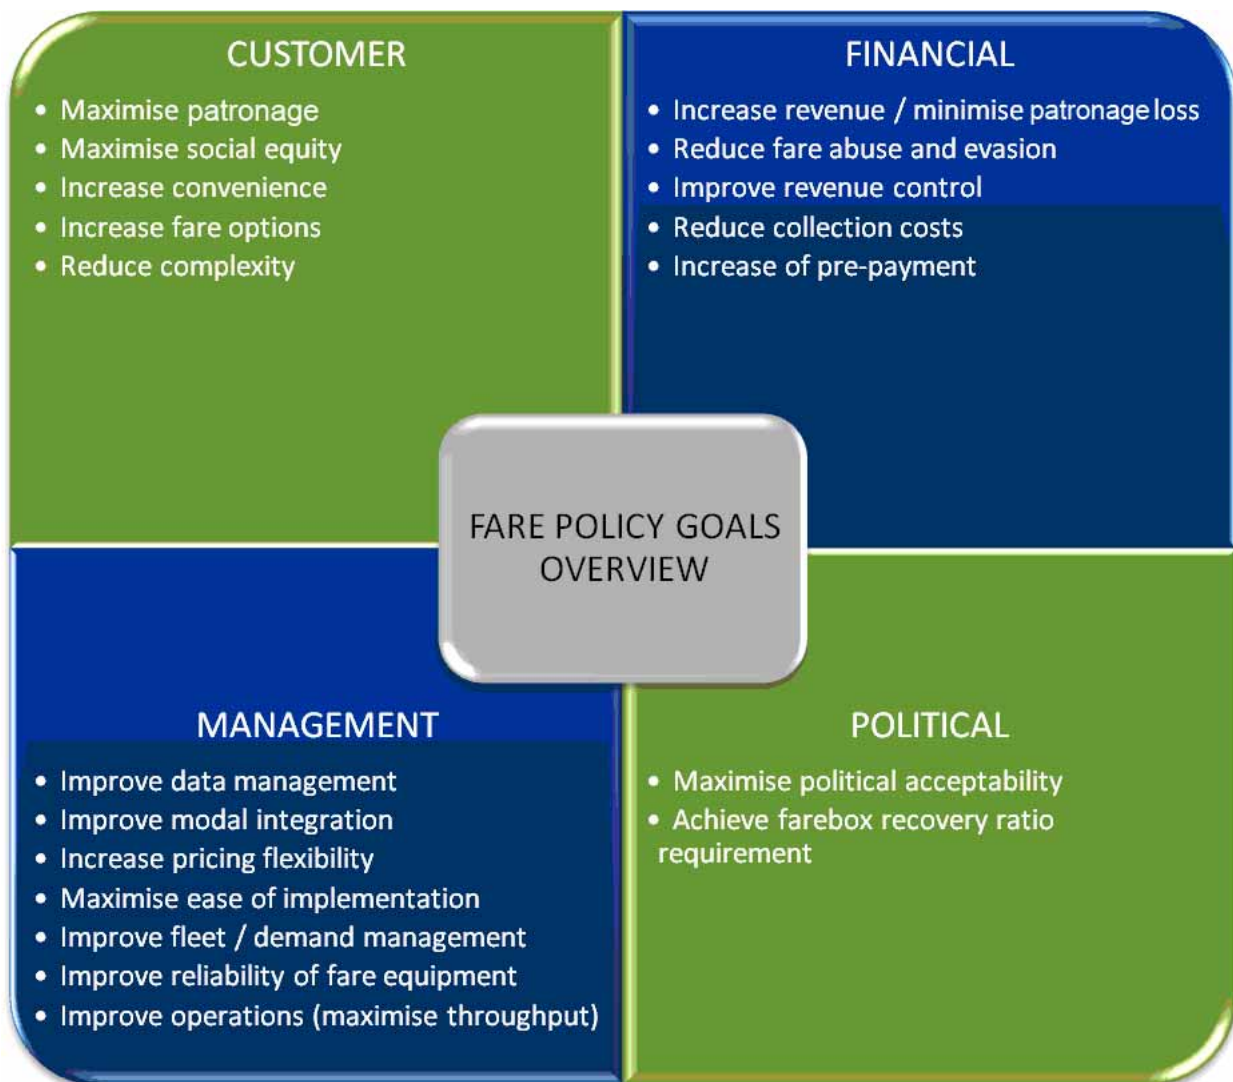 CUSTOMER
• Maximise patronage
• Maximise social equity
• Increase convenience
• Increase fare options
• Reduce complexity
FINANCIAL
• Increase revenue / minimise patronage loss
• Reduce fare abuse and evasion
• Improve revenue control
• Reduce collection costs
• Increase of pre-payment
FARE POLICY GOALS
OVERVIEW
MANAGEMENT
• Improve data management
• Improve modal integration
• Increase pricing flexibility
• Maximise ease of implementation
• Improve fleet / demand management
• Improve reliability of fare equipment
• Improve operations (maximise throughput)
POLITICAL
• Maximise political acceptability
• Achieve farebox recovery ratio
requirement